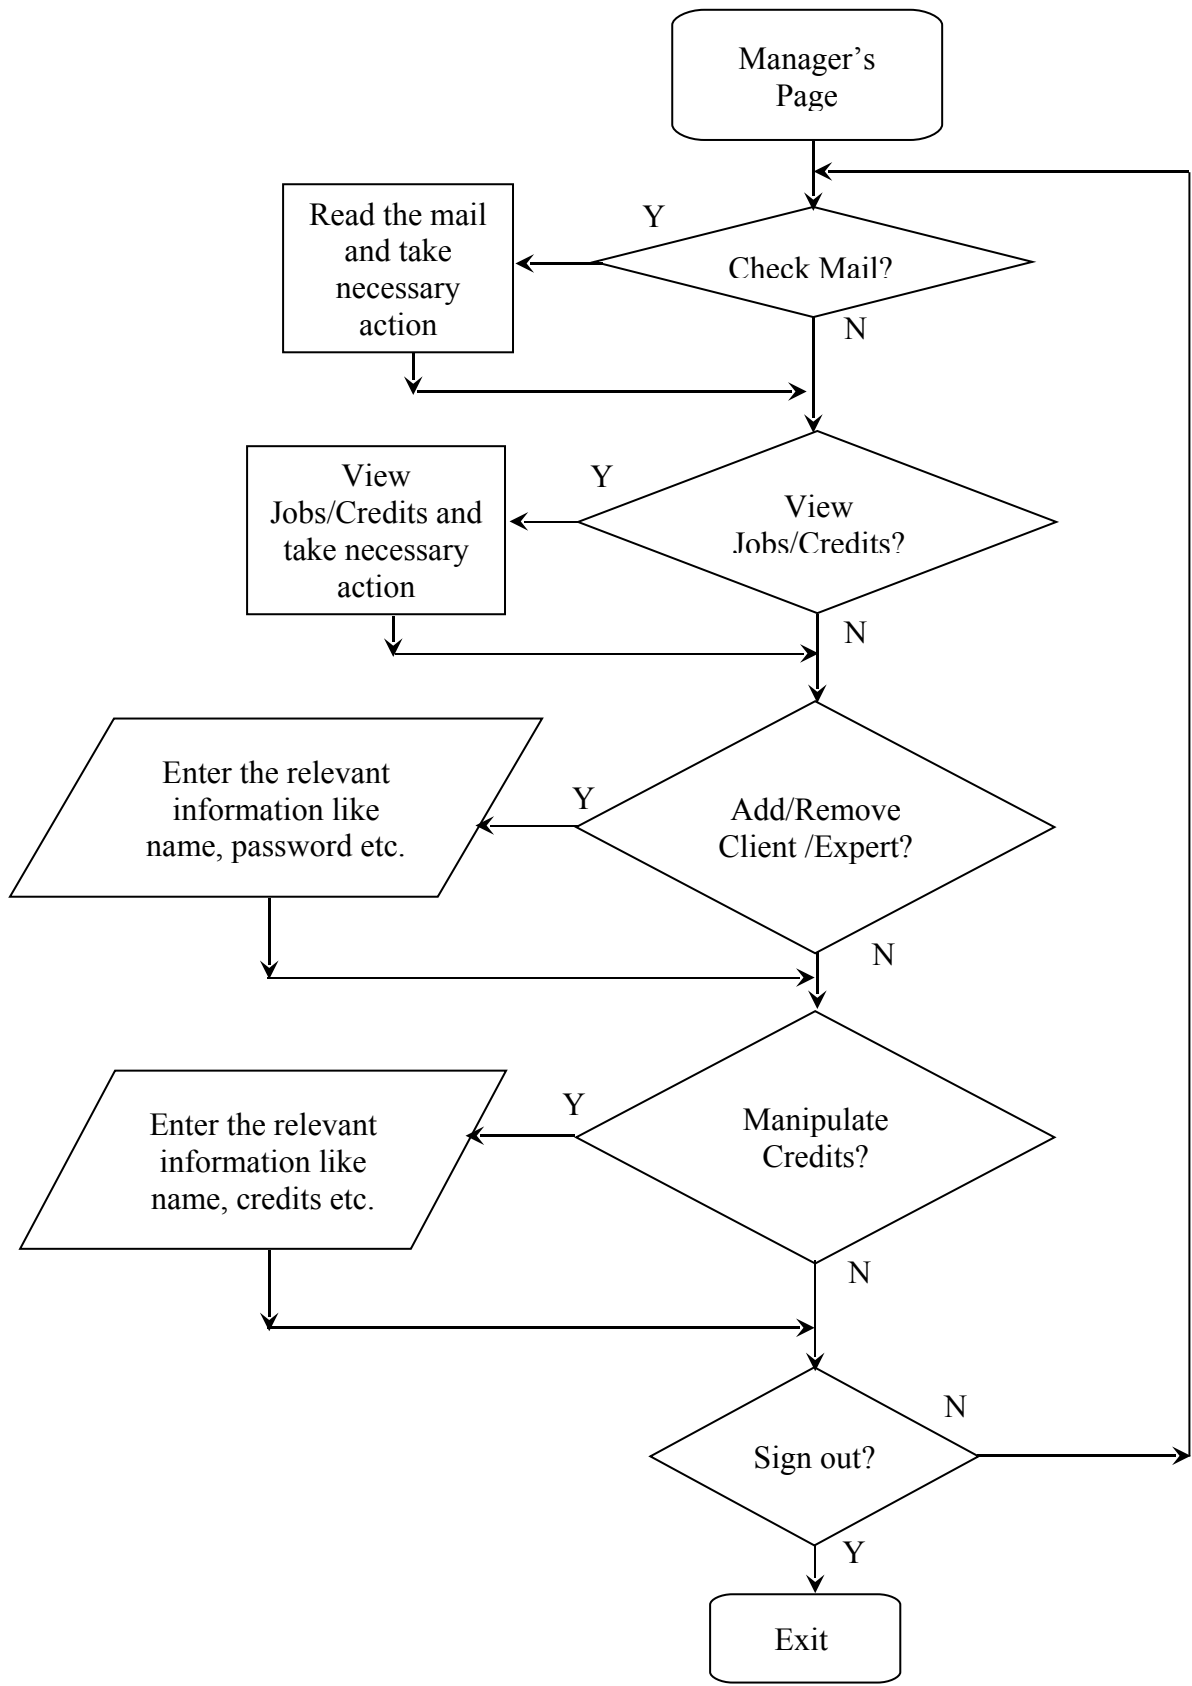 Manager's
Page
Y
Read the mail
and take
necessary
action
Check Mail?
N
View
Jobs/Credits and
take necessary
action
Y
View
Jobs/Credits?
N
Enter the relevant
information like
name, password etc.
Y
Add/Remove
Client /Expert?
N
Enter the relevant
information like
name, credits etc.
Y
Manipulate
Credits?
N
N
Sign out?
Y
Exit